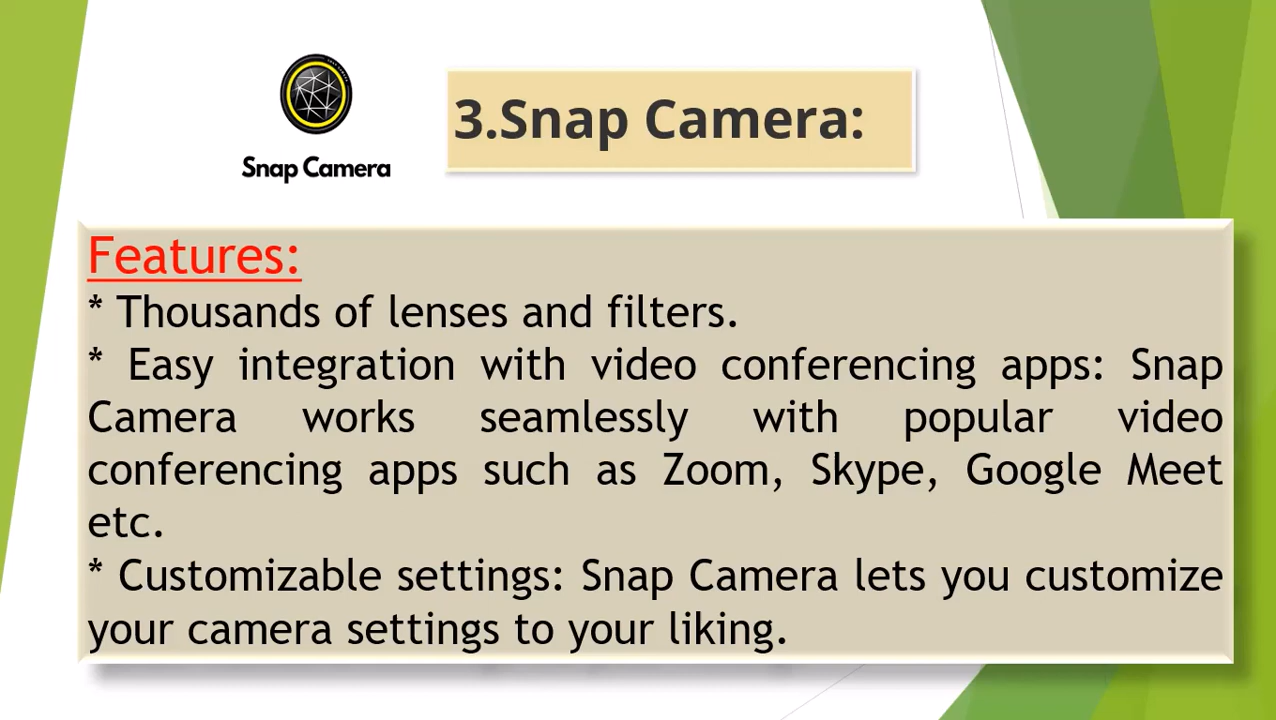 Snap Camera
3.Snap Camera:
Features:
* Thousands of lenses and filters.
* Easy integration with video conferencing apps: Snap
Camera works seamlessly with popular video
conferencing apps such as Zoom, Skype, Google Meet
etc.
* Customizable settings: Snap Camera lets you customize
your camera settings to your liking.